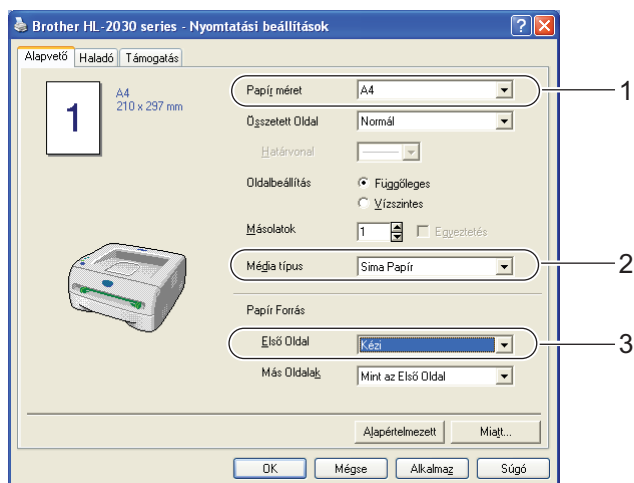 Brother HL-2030 series - Nyomtatási beállítások
Alapvető Haladó Támogatás
1
A4
210 x 297 mm
Papír méret A4 1
Összetett Oldal Normál
Határvonal
Oldalbeállítás Függőleges
Vízszintes
Másolatok 1 Egyeztetés
Média típus Sima Papír 2
Papír Forrás
Első Oldal Kézi 3
Más Oldalak Mint az Első Oldal
Alapértelmezett Miatt...
OK Mégse Alkalmaz Súgó